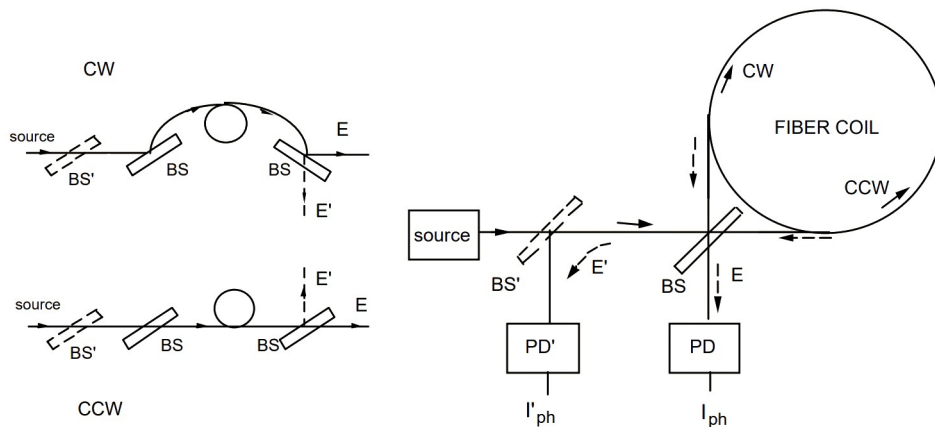 CW
source
BS'
BS
BS
E
E'
source
BS'
BS
BS
E'
E
CCW
source
BS'
E'
BS
E
CW
FIBER COIL
CCW
PD'
PD
I'ph
Iph